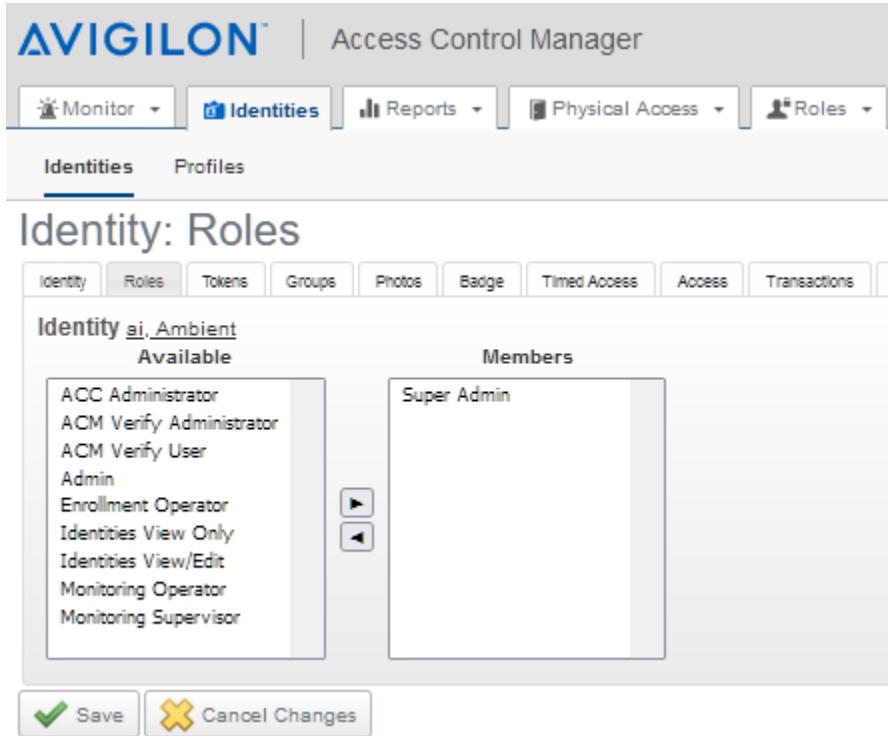 AVIGILON Access Control Manager
Monitor Identities Reports Physical Access Roles
Identities Profiles
Identity: Roles
Identity Roles Tokens Groups Photos Badge Timed Access Access Transactions
Identity ai, Ambient
Available Members
ACC Administrator
ACM Verify Administrator
ACM Verify User
Admin
Enrollment Operator
Identities View Only
Identities View/Edit
Monitoring Operator
Monitoring Supervisor
Super Admin
Save Cancel Changes